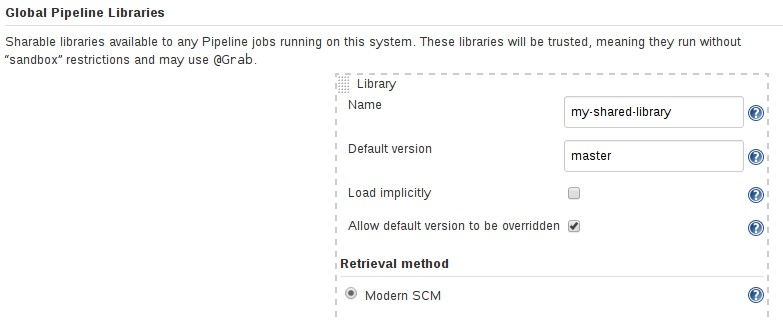 Global Pipeline Libraries
Sharable libraries available to any Pipeline jobs running on this system. These libraries will be trusted, meaning they run without
“sandbox” restrictions and may use @Grab.
Library
Name
my-shared-library
Default version
master
Load implicitly
Allow default version to be overridden
Retrieval method
Modern SCM